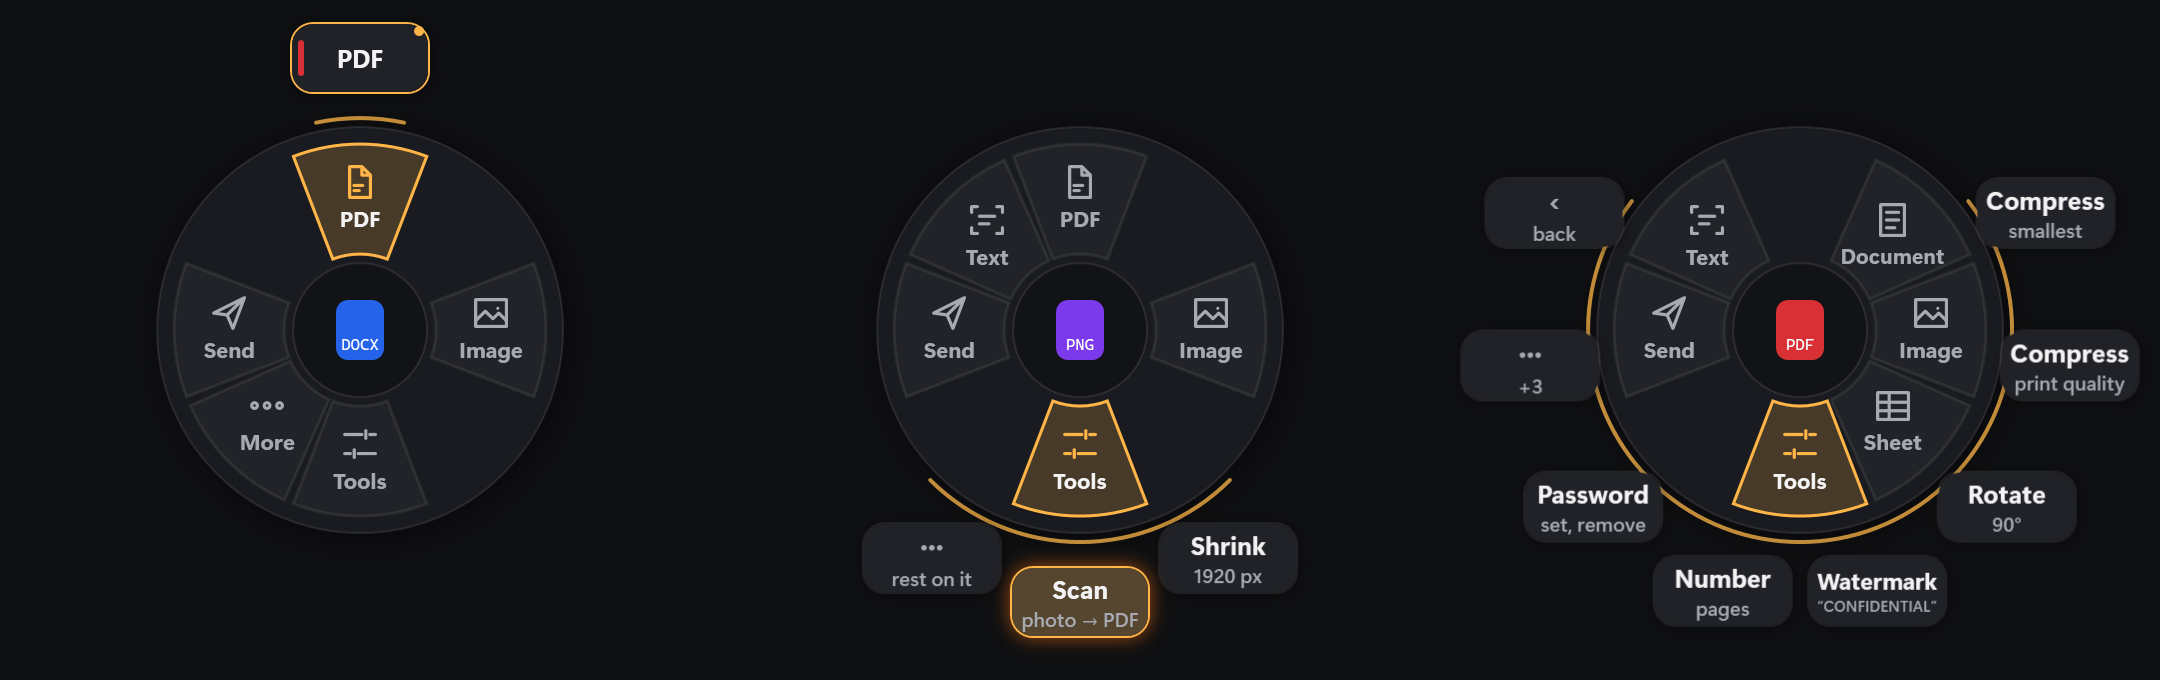 PDF
PDF
Send
DOCX
Image
More
Tools
PDF
Text
Send
PNG
Image
Tools
•••
rest on it
Scan
photo → PDF
Shrink
1920 px
‹
back
Text
Document
Compress
smallest
Send
PDF
Image
Compress
print quality
•••
+3
Sheet
Tools
Password
set, remove
Rotate
90°
Number
pages
Watermark
"CONFIDENTIAL"